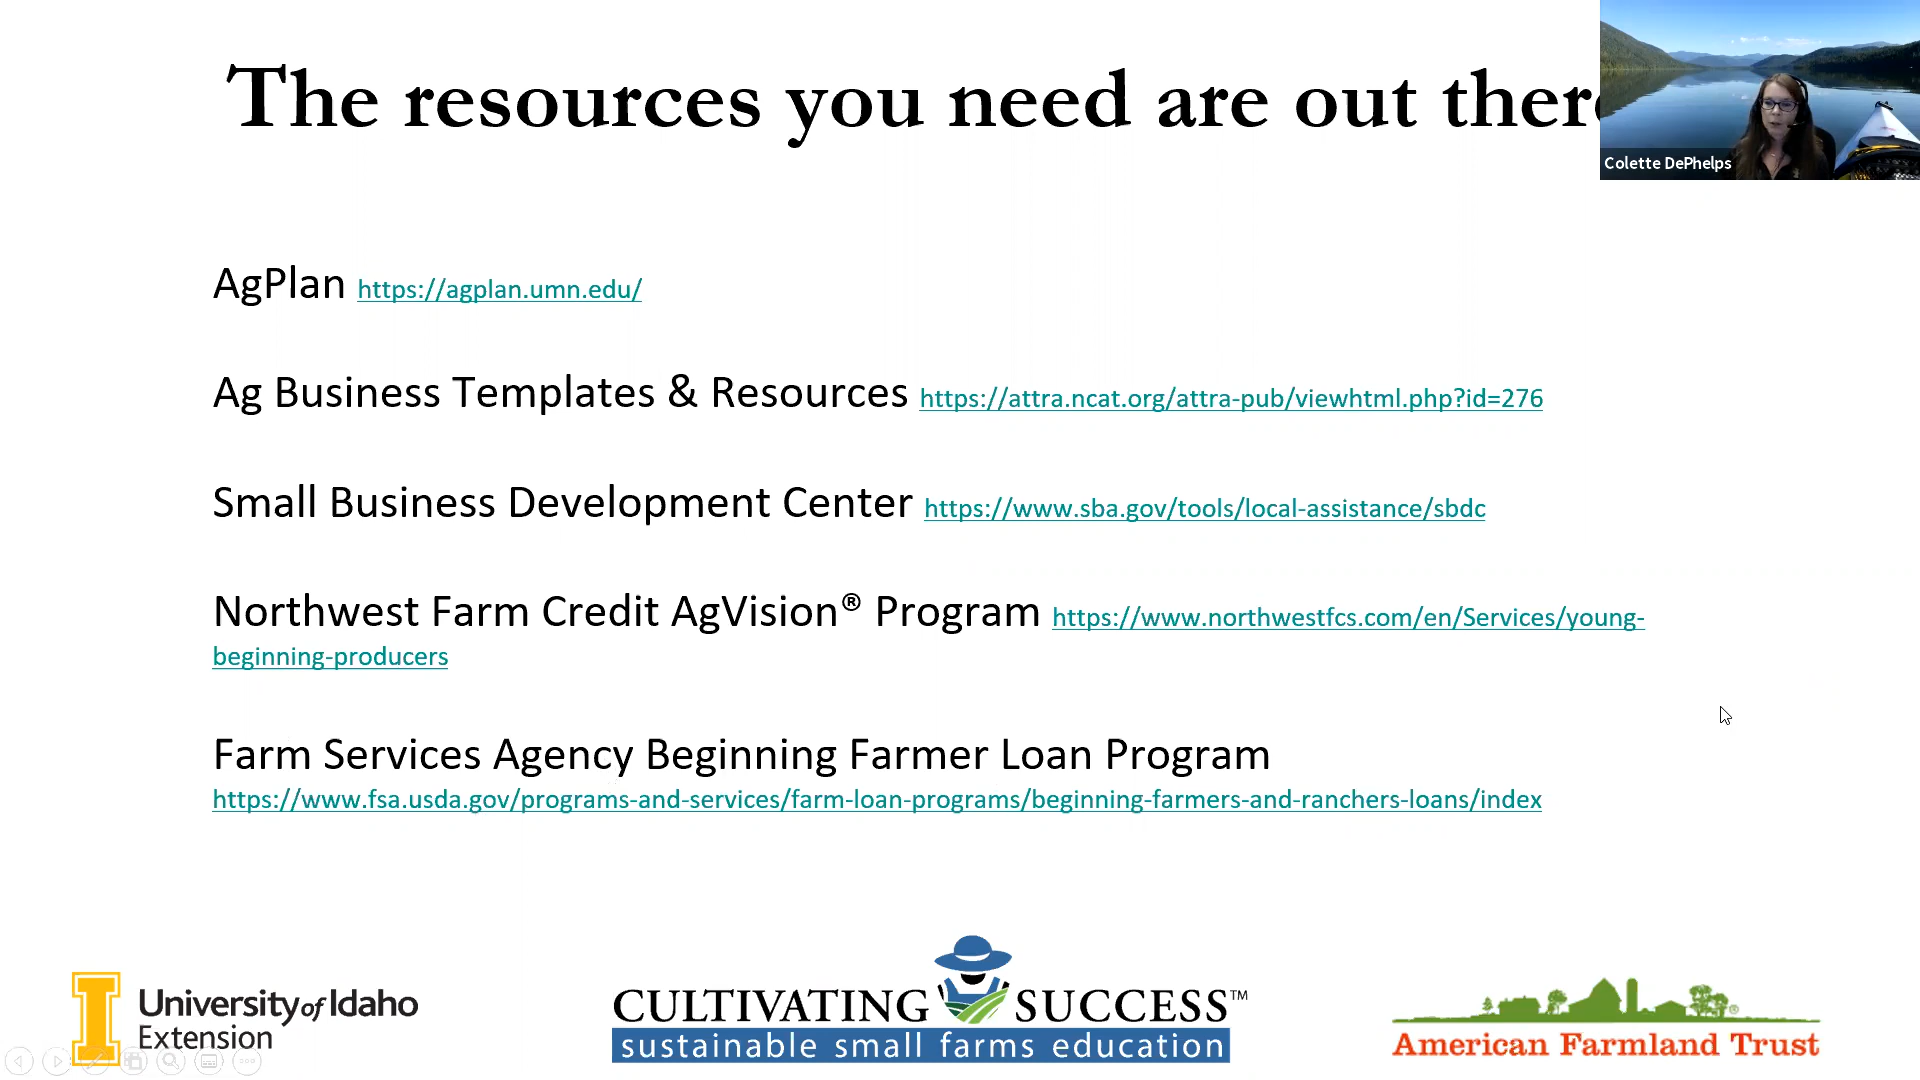 The resources you need are out there
Colette DePhelps
AgPlan https://agplan.umn.edu/
Ag Business Templates & Resources https://attra.ncat.org/attra-pub/viewhtml.php?id=276
Small Business Development Center https://www.sba.gov/tools/local-assistance/sbdc
Northwest Farm Credit AgVision® Program https://www.northwestfcs.com/en/Services/young-
beginning-producers
Farm Services Agency Beginning Farmer Loan Program
https://www.fsa.usda.gov/programs-and-services/farm-loan-programs/beginning-farmers-and-ranchers-loans/index
University of Idaho
Extension
CULTIVATING SUCCESS™
sustainable small farms education
American Farmland Trust